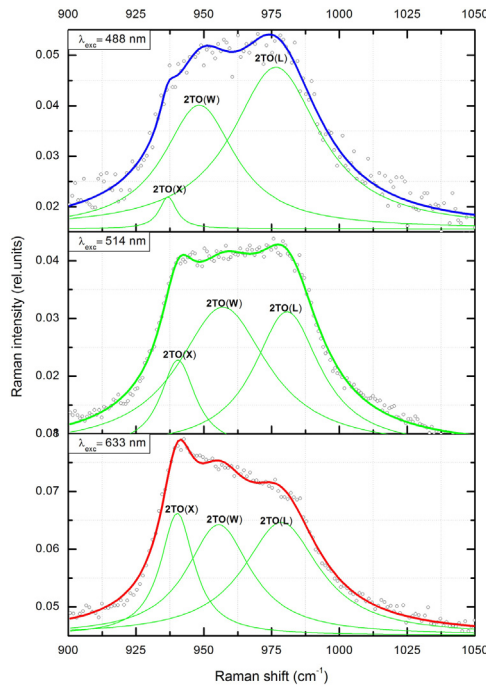 900 925 950 975 1000 1025 1050
λexc = 488 nm
0.05
0.04
0.03
0.02
2TO(X)
2TO(W)
2TO(L)
λexc = 514 nm
0.04
0.03
0.02
2TO(X)
2TO(W)
2TO(L)
λexc = 633 nm
0.07
0.06
0.05
2TO(X)
2TO(W)
2TO(L)
900 925 950 975 1000 1025 1050
Raman intensity (rel.units)
Raman shift (cm⁻¹)